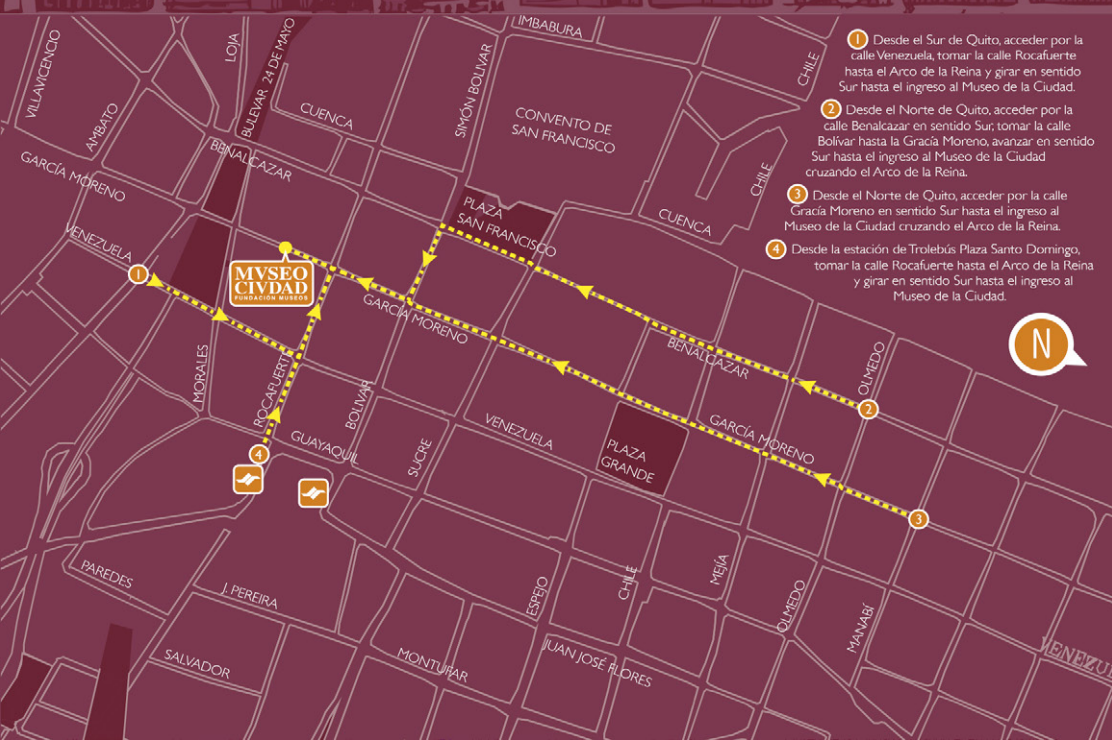 IMBABURA
VILLAVICENCIO
LOJA
BULEVAR 24 DE MAYO
SIMÓN BOLIVAR
CHILE
AMBATO
CUENCA
CONVENTO DE
SAN FRANCISCO
BENALCAZAR
GARCÍA MORENO
CHILE
PLAZA
SAN FRANCISCO
CUENCA
VENEZUELA
1
MVSEO
CIVDAD
FUNDACIÓN MUSEOS
GARCÍA MORENO
BENALCAZAR
OLMEDO
2
MORALES
ROCAFUERTE
BOLIVAR
GARCÍA MORENO
VENEZUELA
PLAZA
GRANDE
GUAYAQUIL
SUCRE
4
3
PAREDES
J. PEREIRA
ESPEJO
CHILE
MEJÍA
OLMEDO
MANABÍ
SALVADOR
MONTUFAR
JUAN JOSÉ FLORES
VENEZU
1 Desde el Sur de Quito, acceder por la
calle Venezuela, tomar la calle Rocafuerte
hasta el Arco de la Reina y girar en sentido
Sur hasta el ingreso al Museo de la Ciudad.
2 Desde el Norte de Quito, acceder por la
calle Benalcazar en sentido Sur, tomar la calle
Bolívar hasta la Gracía Moreno, avanzar en sentido
Sur hasta el ingreso al Museo de la Ciudad
cruzando el Arco de la Reina.
3 Desde el Norte de Quito, acceder por la calle
Gracía Moreno en sentido Sur hasta el ingreso al
Museo de la Ciudad cruzando el Arco de la Reina.
4 Desde la estación de Trolebús Plaza Santo Domingo,
tomar la calle Rocafuerte hasta el Arco de la Reina
y girar en sentido Sur hasta el ingreso al
Museo de la Ciudad.
N